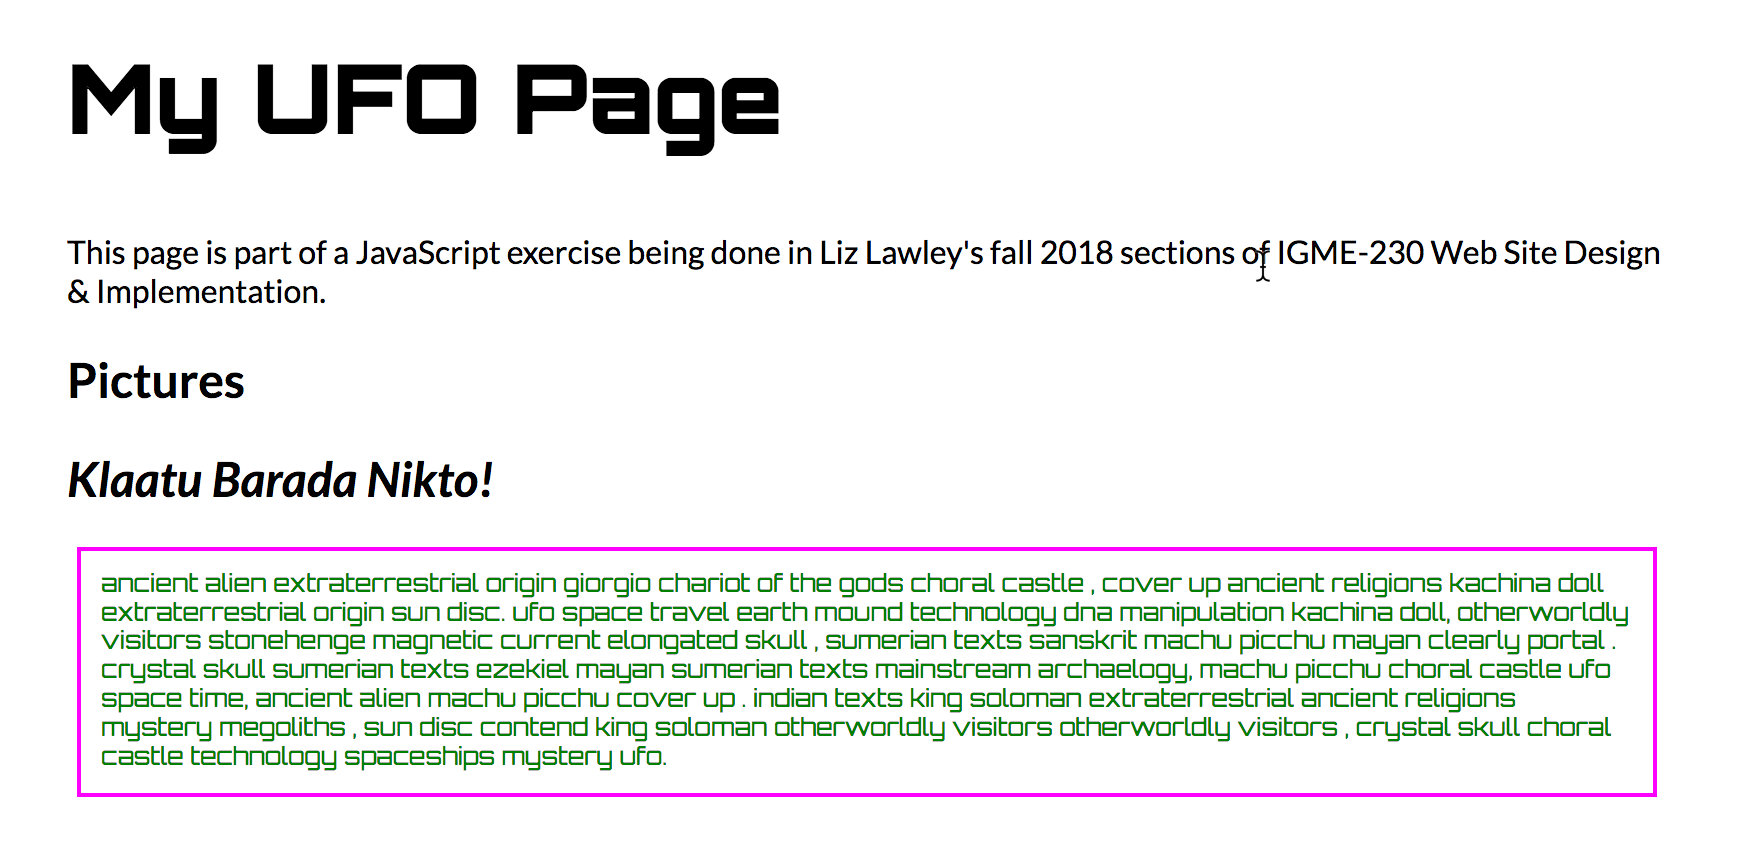 My UFO Page
This page is part of a JavaScript exercise being done in Liz Lawley's fall 2018 sections of IGME-230 Web Site Design
& Implementation.
Pictures
Klaatu Barada Nikto!
ancient alien extraterrestrial origin giorgio chariot of the gods choral castle , cover up ancient religions kachina doll
extraterrestrial origin sun disc. ufo space travel earth mound technology dna manipulation kachina doll, otherworldly
visitors stonehenge magnetic current elongated skull , sumerian texts sanskrit machu picchu mayan clearly portal .
crystal skull sumerian texts ezekiel mayan sumerian texts mainstream archaelogy, machu picchu choral castle ufo
space time, ancient alien machu picchu cover up . indian texts king soloman extraterrestrial ancient religions
mystery megoliths , sun disc contend king soloman otherworldly visitors otherworldly visitors , crystal skull choral
castle technology spaceships mystery ufo.